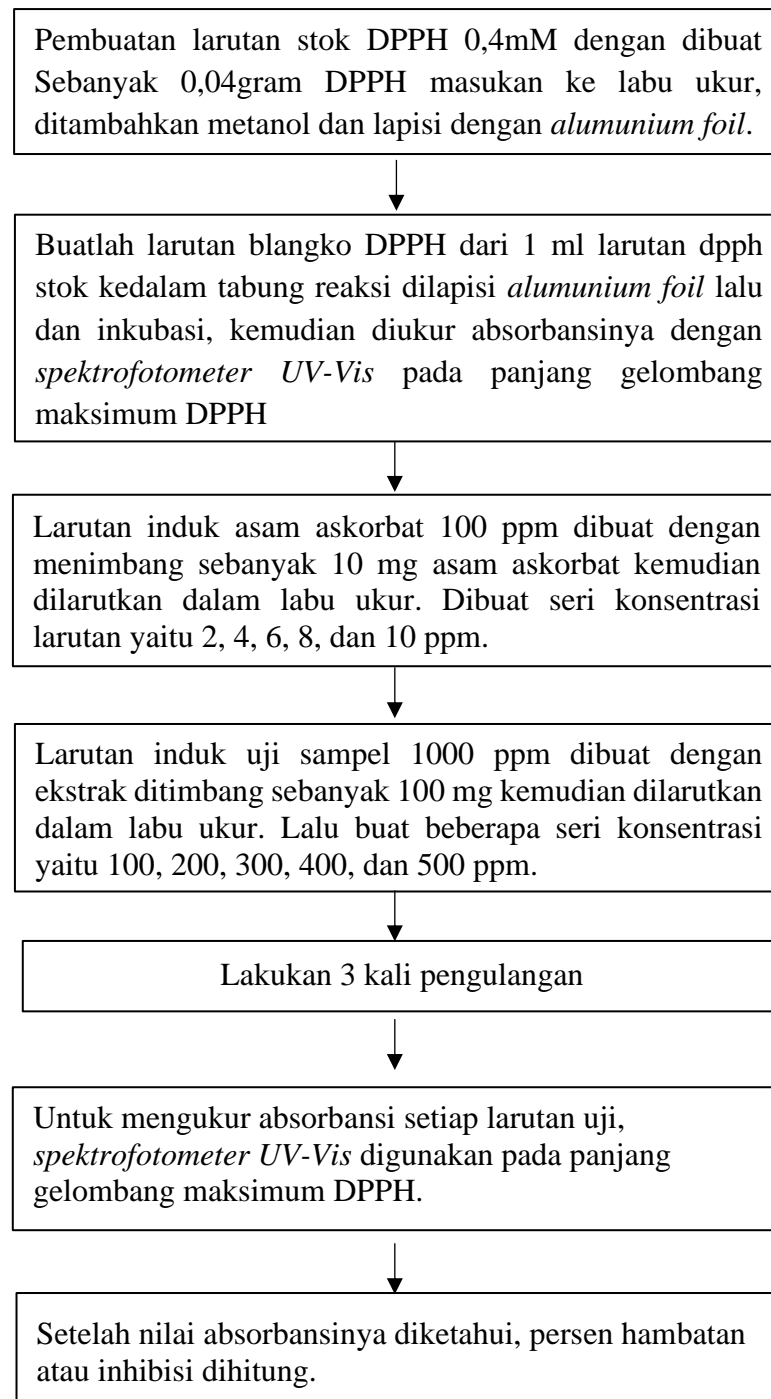 Pembuatan larutan stok DPPH 0,4mM dengan dibuat
Sebanyak 0,04gram DPPH masukan ke labu ukur,
ditambahkan metanol dan lapisi dengan alumunium foil.
Buatlah larutan blangko DPPH dari 1 ml larutan dpph
stok kedalam tabung reaksi dilapisi alumunium foil lalu
dan inkubasi, kemudian diukur absorbansinya dengan
spektrofotometer UV-Vis pada panjang gelombang
maksimum DPPH
Larutan induk asam askorbat 100 ppm dibuat dengan
menimbang sebanyak 10 mg asam askorbat kemudian
dilarutkan dalam labu ukur. Dibuat seri konsentrasi
larutan yaitu 2, 4, 6, 8, dan 10 ppm.
Larutan induk uji sampel 1000 ppm dibuat dengan
ekstrak ditimbang sebanyak 100 mg kemudian dilarutkan
dalam labu ukur. Lalu buat beberapa seri konsentrasi
yaitu 100, 200, 300, 400, dan 500 ppm.
Lakukan 3 kali pengulangan
Untuk mengukur absorbansi setiap larutan uji,
spektrofotometer UV-Vis digunakan pada panjang
gelombang maksimum DPPH.
Setelah nilai absorbansinya diketahui, persen hambatan
atau inhibisi dihitung.